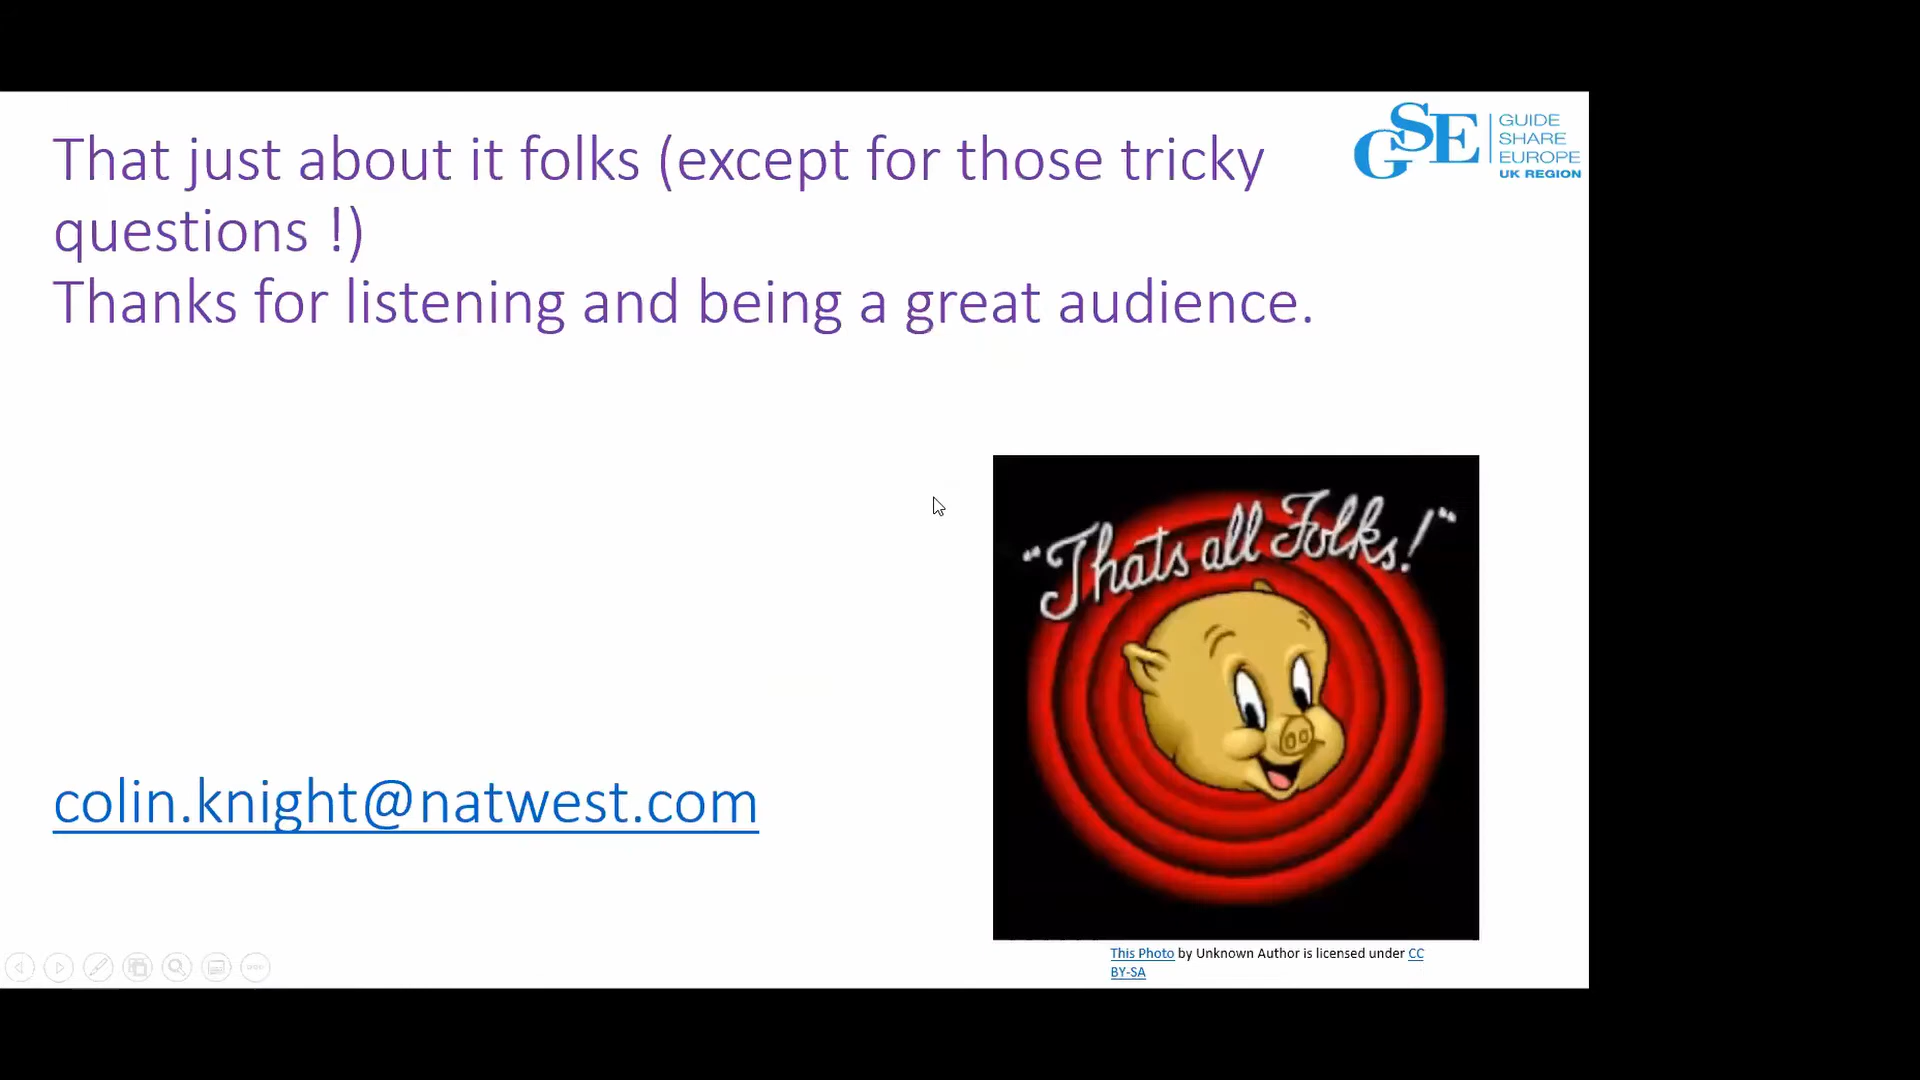 That just about it folks (except for those tricky
questions !)
Thanks for listening and being a great audience.
GSE
GUIDE
SHARE
EUROPE
UK REGION
"Thats all Folks!"
colin.knight@natwest.com
This Photo by Unknown Author is licensed under CC
BY-SA